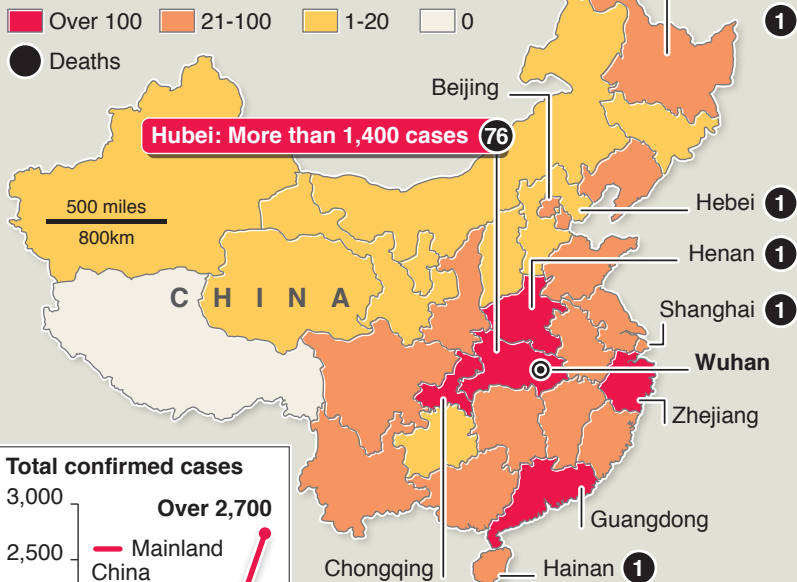 Over 100
21-100
1-20
0
1
Deaths
Beijing
Hubei: More than 1,400 cases 76
500 miles
800km
Hebei 1
Henan 1
CHINA
Shanghai 1
Wuhan
Zhejiang
Total confirmed cases
3,000
Over 2,700
Mainland
China
2,500
Guangdong
Chongqing
Hainan 1